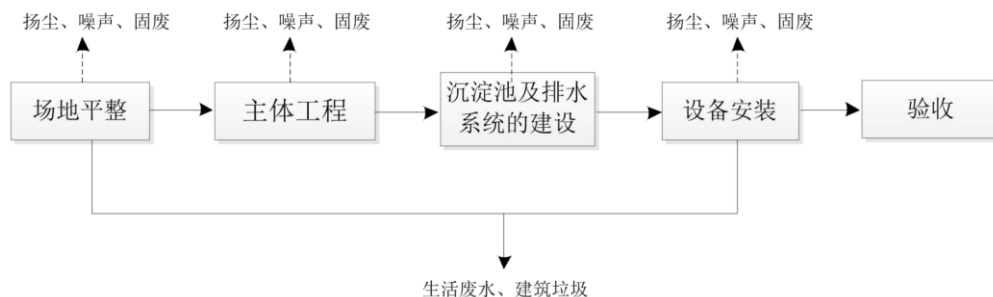 扬尘、噪声、固废
扬尘、噪声、固废
扬尘、噪声、固废
扬尘、噪声、固废
场地平整
主体工程
沉淀池及排水
系统的建设
设备安装
验收
生活废水、建筑垃圾